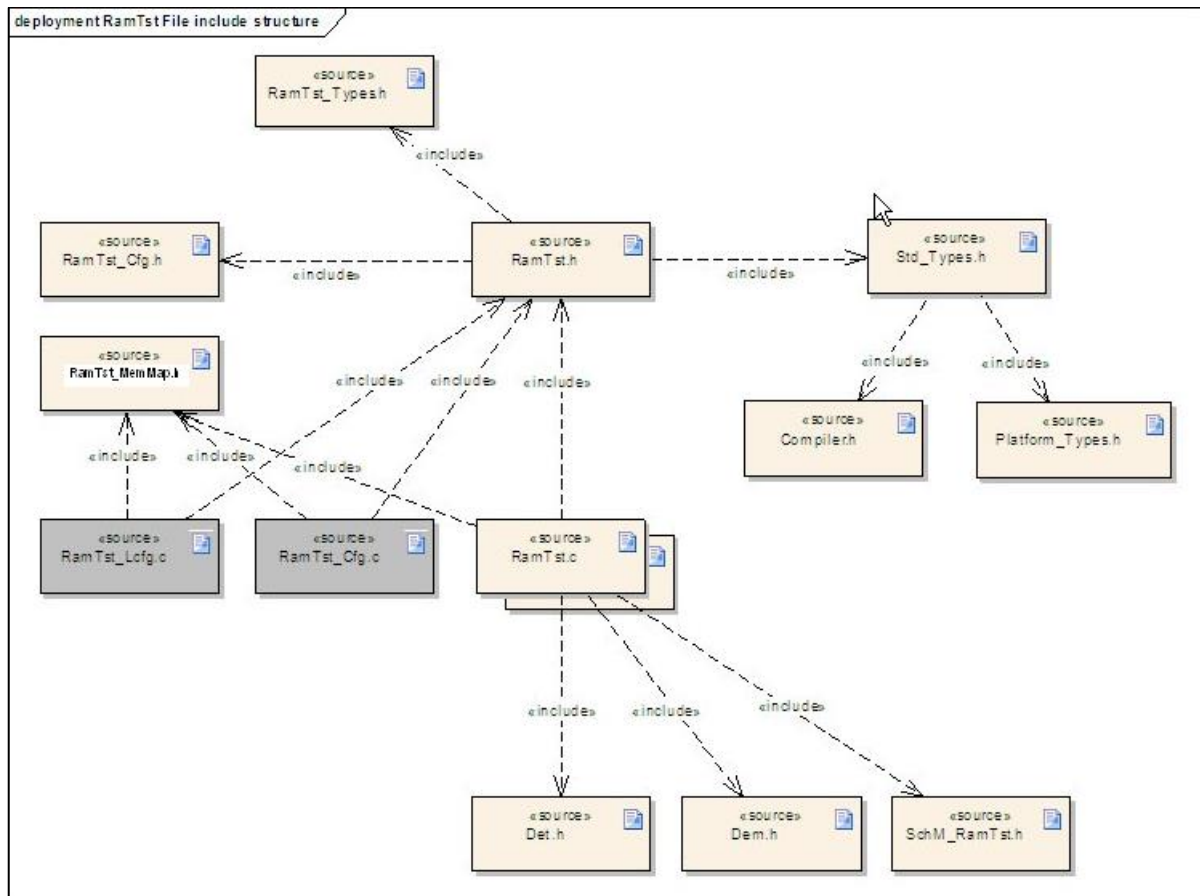 deployment RamTst File include structure
«source»
RamTst_Types.h
«include»
«source»
RamTst_Cfg.h
«source»
RamTst.h
«source»
Std_Types.h
«include»
«include»
«source»
RamTst_MemMap.h
«include»
«include»
«include»
«include»
«include»
«source»
Compiler.h
«source»
Platform_Types.h
«include»
«include»
«include»
«source»
RamTst_Lcfg.c
«source»
RamTst_Cfg.c
«source»
RamTst.c
«include»
«include»
«include»
«source»
Det.h
«source»
Dem.h
«source»
SchM_RamTst.h